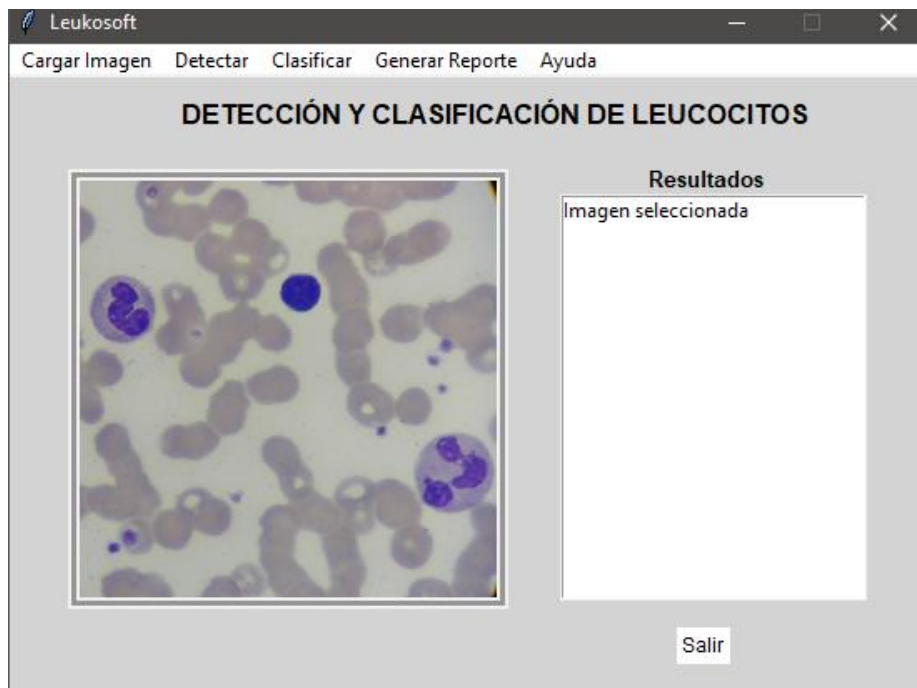 Leukosoft
Cargar Imagen Detectar Clasificar Generar Reporte Ayuda
DETECCIÓN Y CLASIFICACIÓN DE LEUCOCITOS
Resultados
Imagen seleccionada
Salir